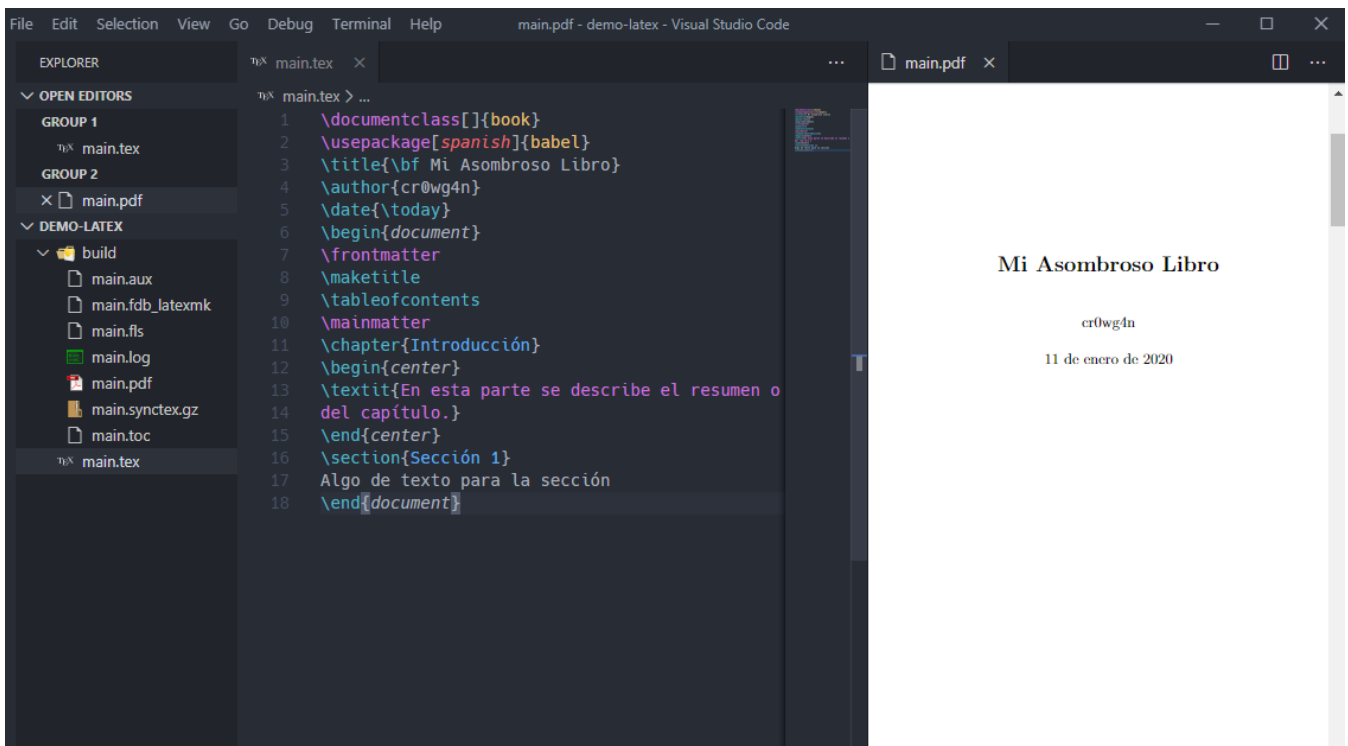 File Edit Selection View Go Debug Terminal Help main.pdf - demo-latex - Visual Studio Code
EXPLORER
OPEN EDITORS
GROUP 1
TEX main.tex
GROUP 2
main.pdf
DEMO-LATEX
build
main.aux
main.fdb_latexmk
main.fls
main.log
main.pdf
main.synctex.gz
main.toc
TEX main.tex
TEX main.tex
TEX main.tex > ...
1 \documentclass[]{book}
2 \usepackage[spanish]{babel}
3 \title{\bf Mi Asombroso Libro}
4 \author{cr0wg4n}
5 \date{\today}
6 \begin{document}
7 \frontmatter
8 \maketitle
9 \tableofcontents
10 \mainmatter
11 \chapter{Introducción}
12 \begin{center}
13 \textit{En esta parte se describe el resumen o
14 del capítulo.}
15 \end{center}
16 \section{Sección 1}
17 Algo de texto para la sección
18 \end{document}
main.pdf
Mi Asombroso Libro
cr0wg4n
11 de enero de 2020